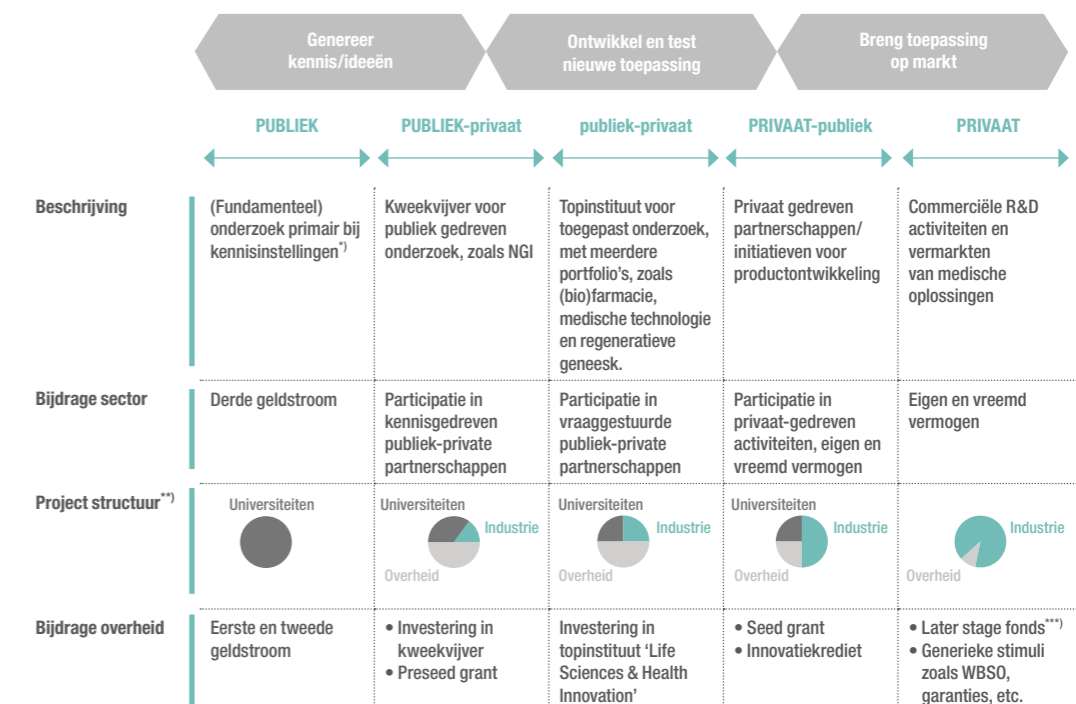 Genereer
kennis/ideeën
Ontwikkel en test
nieuwe toepassing
Breng toepassing
op markt
PUBLIEK
PUBLIEK-privaat
publiek-privaat
PRIVAAT-publiek
PRIVAAT
Beschrijving
(Fundamenteel)
onderzoek primair bij
kennisinstellingen*)
Kweekvijver voor
publiek gedreven
onderzoek, zoals NGI
Topinstituut voor
toegepast onderzoek,
met meerdere
portfolio's, zoals
(bio)farmacie,
medische technologie
en regeneratieve
geneesk.
Privaat gedreven
partnerschappen/
initiatieven voor
productontwikkeling
Commerciële R&D
activiteiten en
vermarkten
van medische
oplossingen
Bijdrage sector
Derde geldstroom
Participatie in
kennisgedreven
publiek-private
partnerschappen
Participatie in
vraaggestuurde
publiek-private
partnerschappen
Participatie in
privaat-gedreven
activiteiten, eigen en
vreemd vermogen
Eigen en vreemd
vermogen
Project structuur**)
Universiteiten
Universiteiten
Industrie
Overheid
Universiteiten
Industrie
Overheid
Universiteiten
Industrie
Overheid
Industrie
Overheid
Bijdrage overheid
Eerste en tweede
geldstroom
• Investering in
kweekvijver
• Preseed grant
Investering in
topinstituut 'Life
Sciences & Health
Innovation'
• Seed grant
• Innovatiekrediet
• Later stage fonds***)
• Generieke stimuli
zoals WBSO,
garanties, etc.